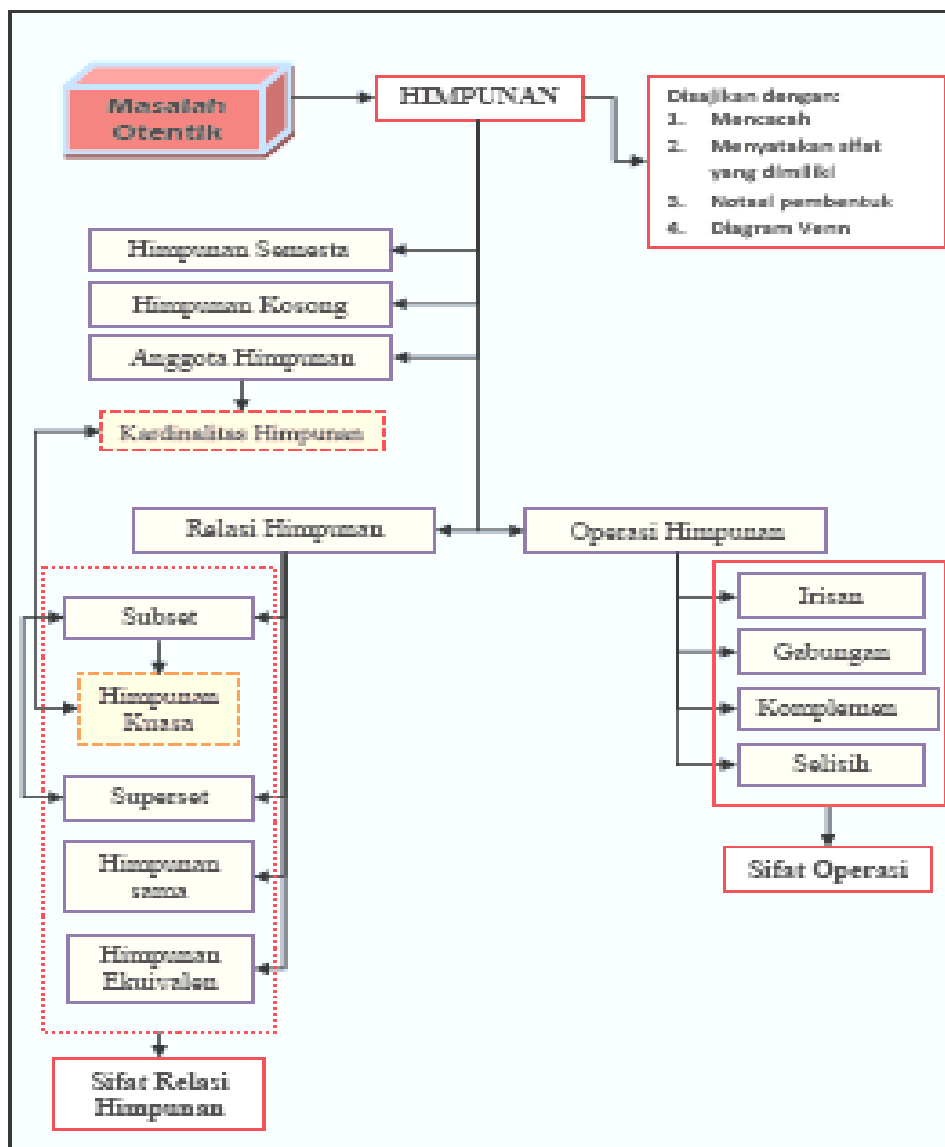 Masalah
Otentik
HIMPUNAN
Disajikan dengan:
1. Mencacah
2. Menyatakan sifat
yang dimiliki
3. Notasi pembentuk
4. Diagram Venn
Himpunan Semesta
Himpunan Kosong
Anggota Himpunan
Kardinalitas Himpunan
Relasi Himpunan
Operasi Himpunan
Subset
Himpunan
Kuasa
Superset
Himpunan
sama
Himpunan
Ekuivalen
Sifat Relasi
Himpunan
Irisan
Gabungan
Komplemen
Selisih
Sifat Operasi